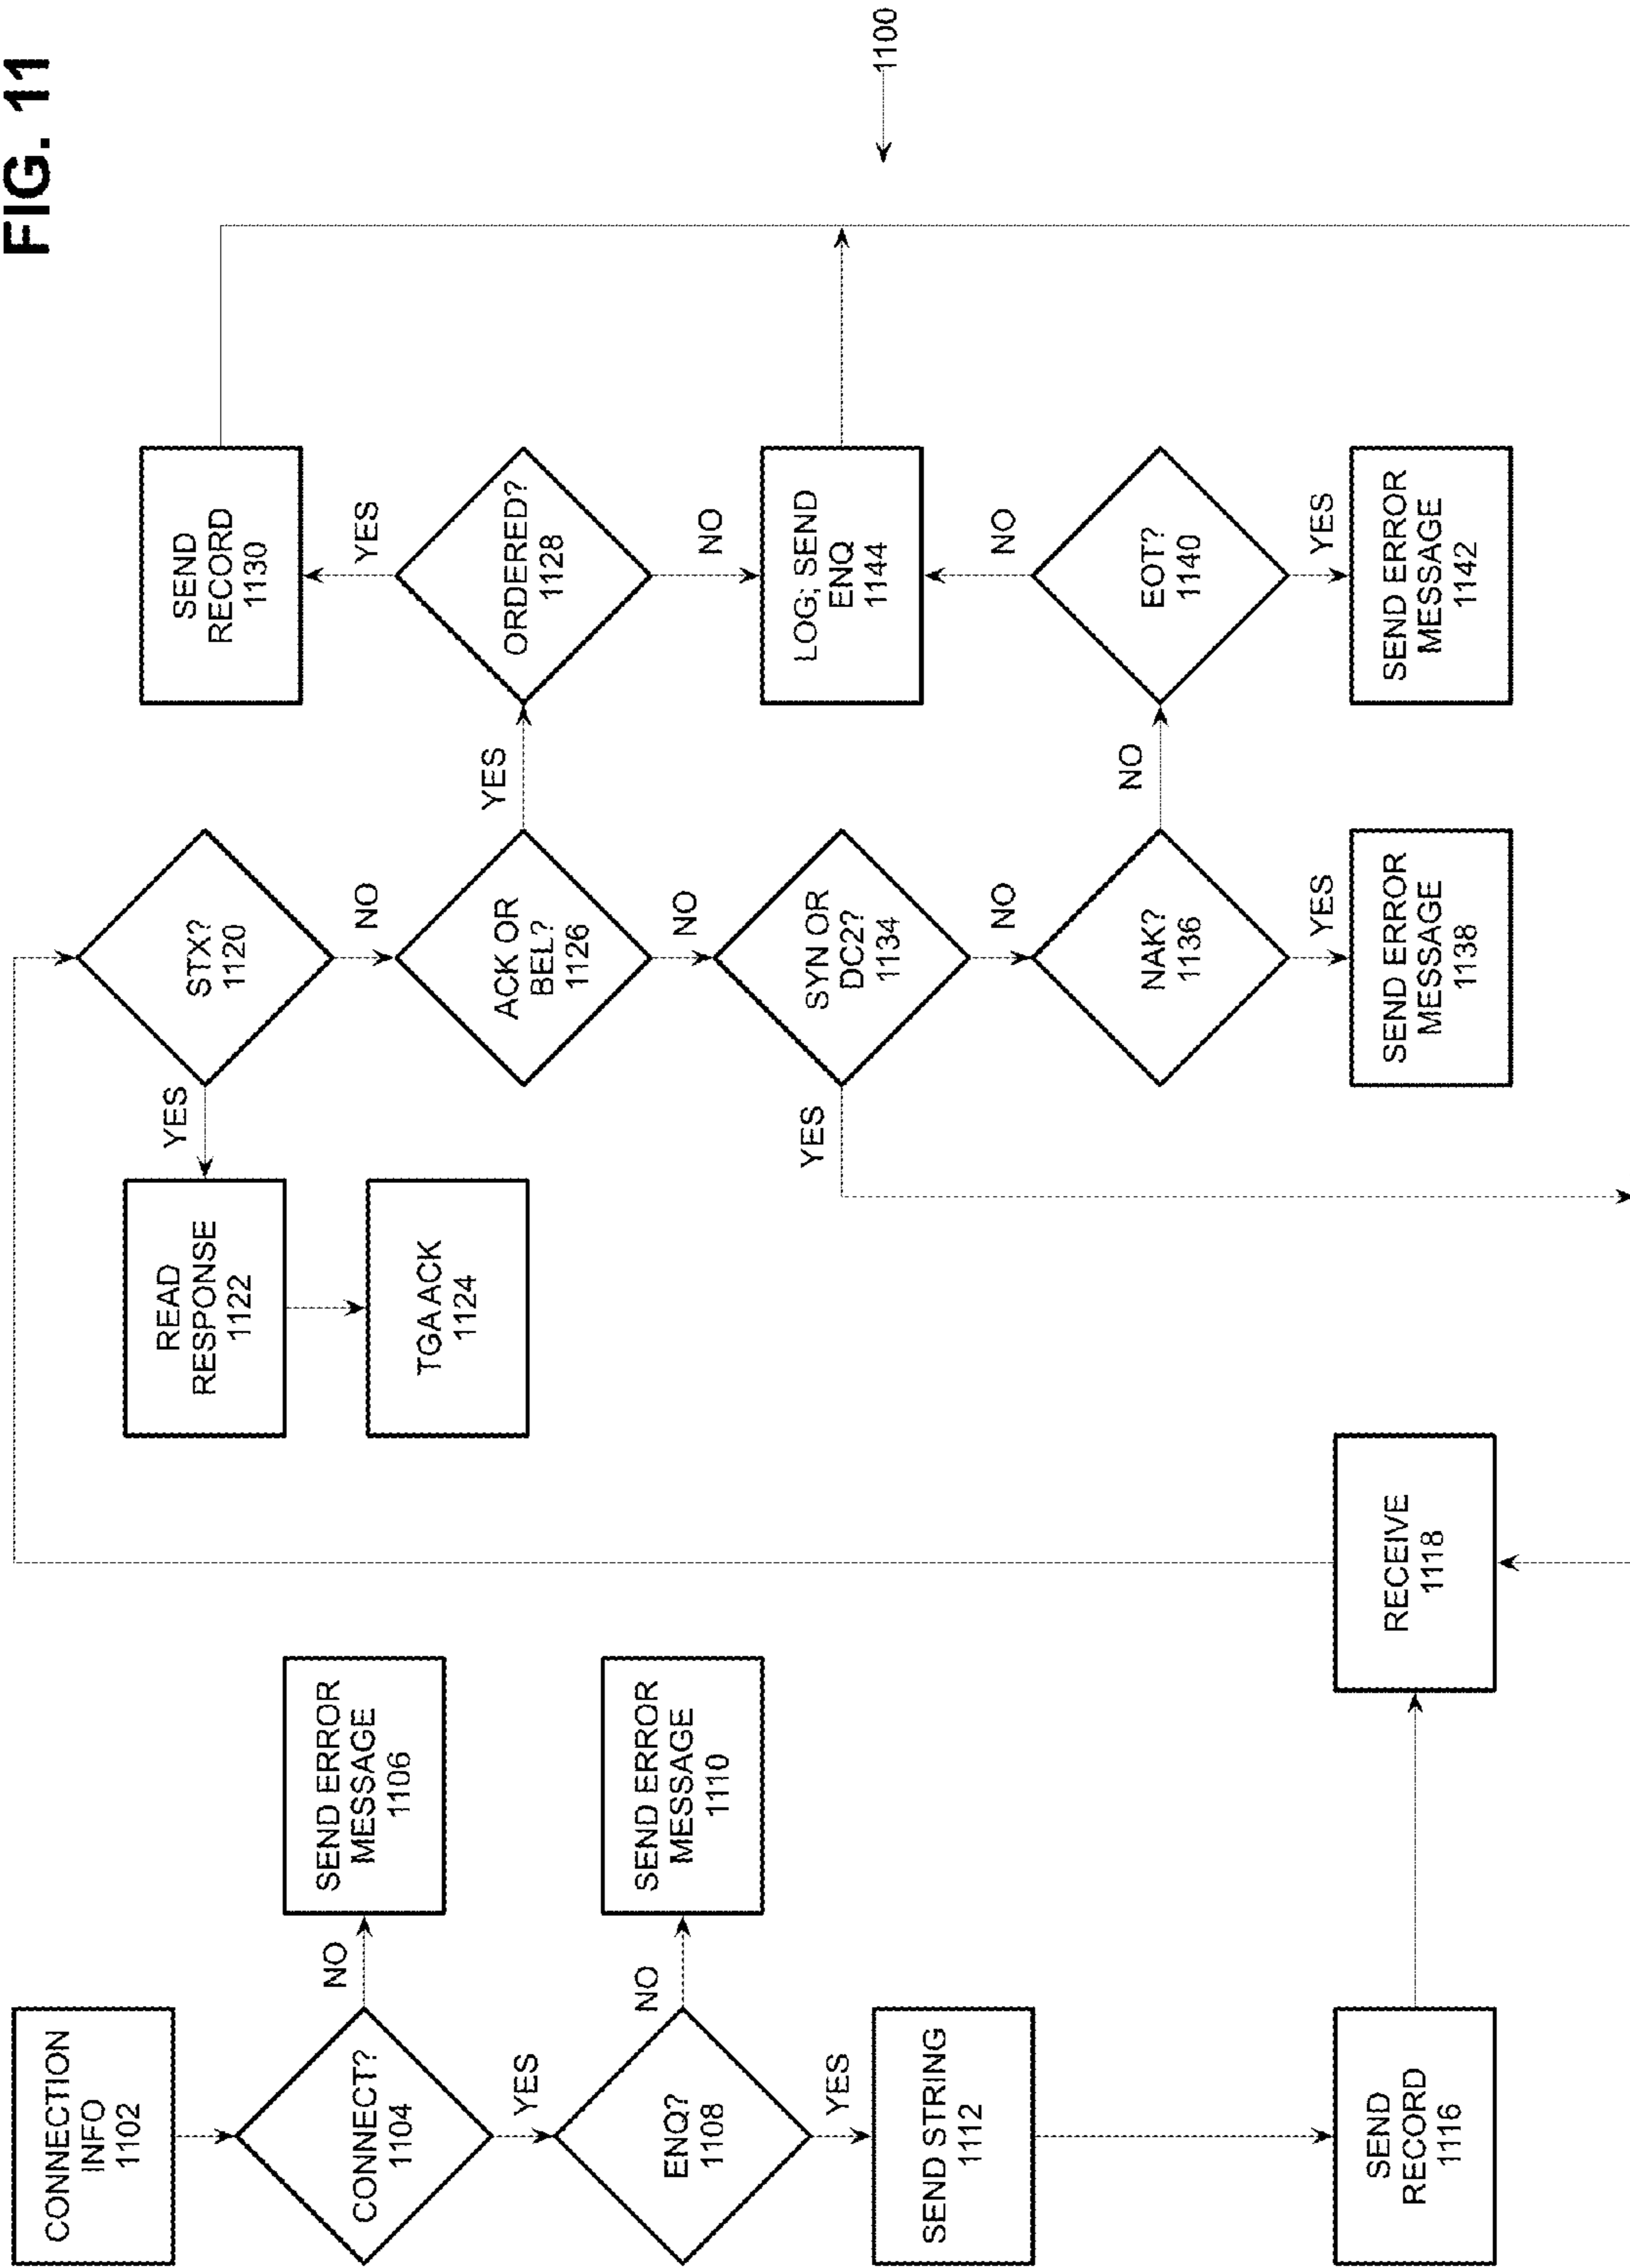 FIG. 11
CONNECTION
INFO
1102
CONNECT?
1104
NO
SEND ERROR
MESSAGE
1106
YES
ENQ?
1108
NO
SEND ERROR
MESSAGE
1110
YES
SEND STRING
1112
SEND
RECORD
1116
RECEIVE
1118
STX?
1120
YES
READ
RESPONSE
1122
TGA ACK
1124
NO
ACK OR
BEL?
1126
YES
ORDERED?
1128
YES
SEND
RECORD
1130
NO
LOG; SEND
ENQ
1144
NO
SYN OR
DC2?
1134
YES
NO
NAK?
1136
YES
SEND ERROR
MESSAGE
1138
NO
EOT?
1140
NO
YES
SEND ERROR
MESSAGE
1142
1100